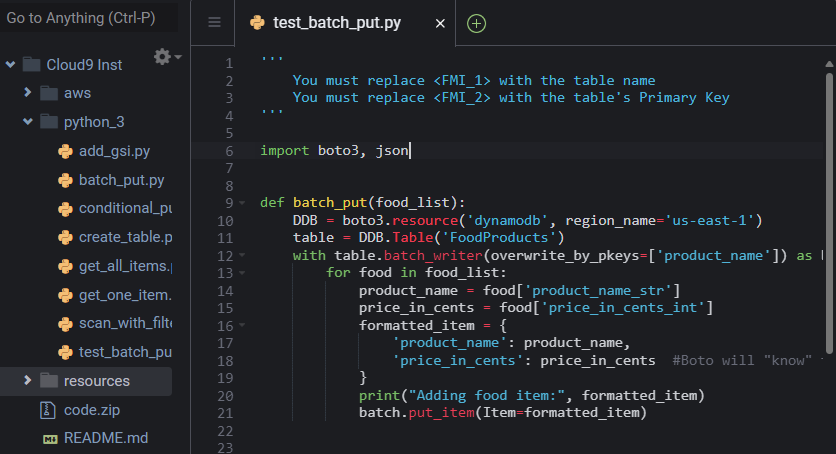 Go to Anything (Ctrl-P)
Cloud9 Inst
aws
python_3
add_gsi.py
batch_put.py
conditional_pu
create_table.p
get_all_items.
get_one_item.
scan_with_filte
test_batch_pu
resources
code.zip
README.md
test_batch_put.py
1 '''
2 You must replace <FMI_1> with the table name
3 You must replace <FMI_2> with the table's Primary Key
4 '''
5
6 import boto3, json
7
8
9 def batch_put(food_list):
10 DDB = boto3.resource('dynamodb', region_name='us-east-1')
11 table = DDB.Table('FoodProducts')
12 with table.batch_writer(overwrite_by_pkeys=['product_name']) as
13 for food in food_list:
14 product_name = food['product_name_str']
15 price_in_cents = food['price_in_cents_int']
16 formatted_item = {
17 'product_name': product_name,
18 'price_in_cents': price_in_cents #Boto will "know"
19 }
20 print("Adding food item:", formatted_item)
21 batch.put_item(Item=formatted_item)
22
23